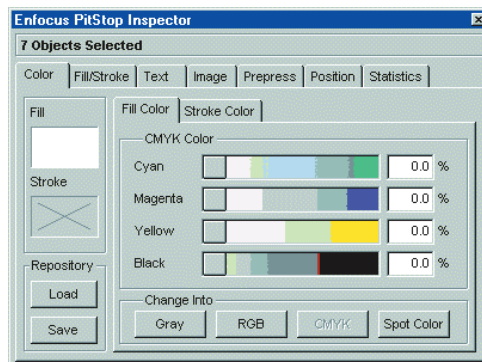 Enfocus PitStop Inspector
7 Objects Selected
Color Fill/Stroke Text Image Prepress Position Statistics
Fill
Stroke
Repository
Load
Save
Fill Color Stroke Color
CMYK Color
Cyan 0.0 %
Magenta 0.0 %
Yellow 0.0 %
Black 0.0 %
Change Into
Gray RGB CMYK Spot Color